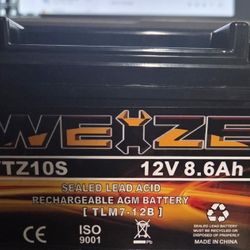 WEIZE
YTZ10S 12V 8.6Ah
SEALED LEAD ACID
RECHARGEABLE AGM BATTERY
[ TLM7-12B ]
CE ISO 9001 Pb
MADE IN CHINA